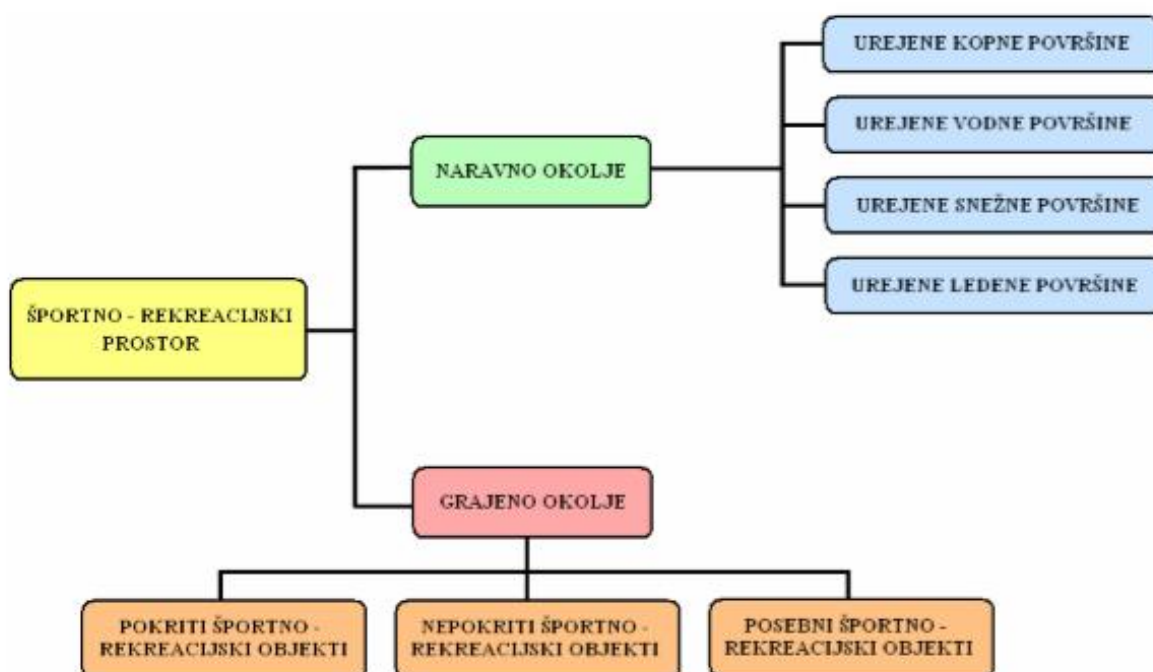 UREJENE KOPNE POVRŠINE
UREJENE VODNE POVRŠINE
NARAVNO OKOLJE
UREJENE SNEŽNE POVRŠINE
UREJENE LEDENE POVRŠINE
ŠPORTNO - REKREACIJSKI
PROSTOR
GRAJENO OKOLJE
POKRITI ŠPORTNO -
REKREACIJSKI OBJEKTI
NEPOKRITI ŠPORTNO -
REKREACIJSKI OBJEKTI
POSEBNI ŠPORTNO -
REKREACIJSKI OBJEKTI